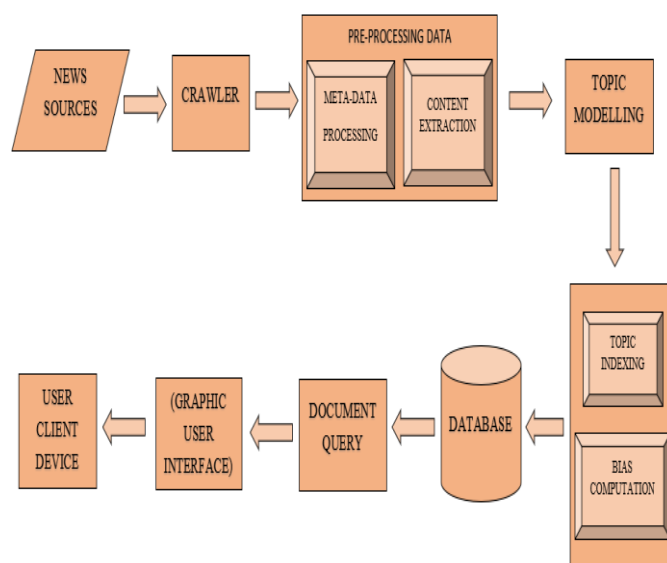 NEWS
SOURCES
CRAWLER
PRE-PROCESSING DATA
META-DATA
PROCESSING
CONTENT
EXTRACTION
TOPIC
MODELLING
TOPIC
INDEXING
BIAS
COMPUTATION
DATABASE
DOCUMENT
QUERY
(GRAPHIC
USER
INTERFACE)
USER
CLIENT
DEVICE